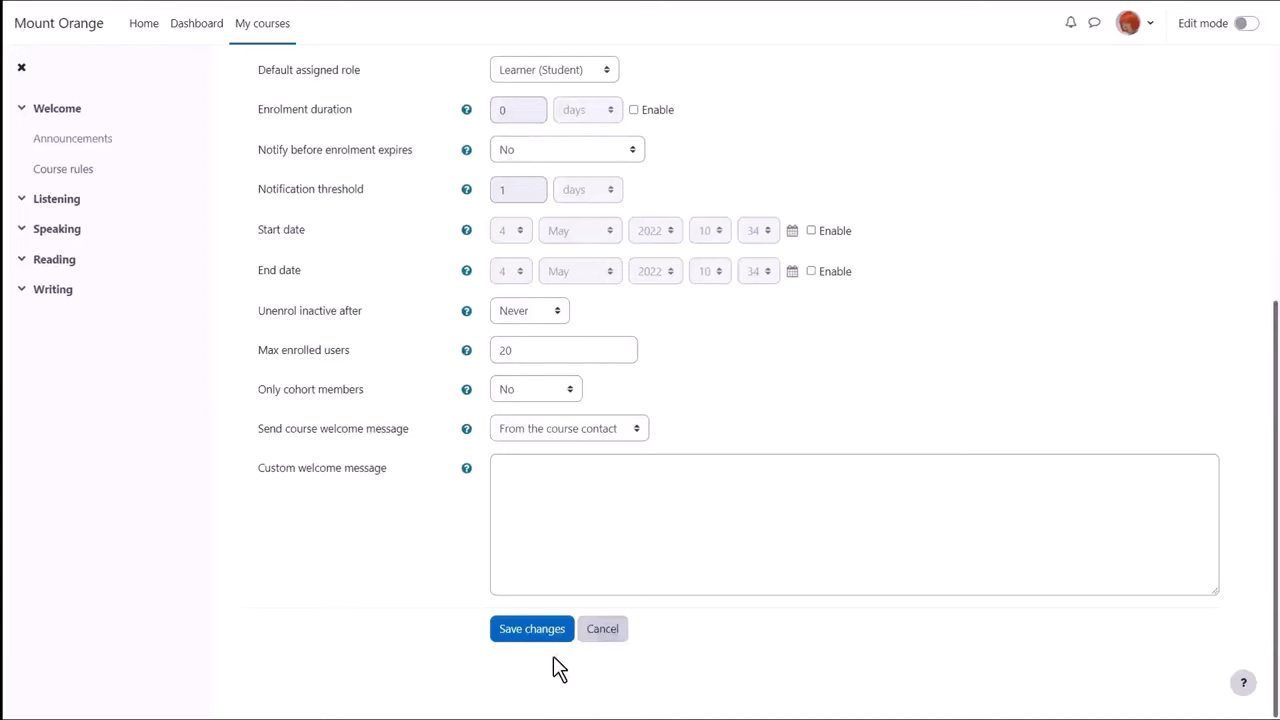 Mount Orange Home Dashboard My courses Edit mode
Welcome
Announcements
Course rules
Listening
Speaking
Reading
Writing
Default assigned role Learner (Student)
Enrolment duration ? 0 days Enable
Notify before enrolment expires ? No
Notification threshold ? 1 days
Start date ? 4 May 2022 10 34 Enable
End date ? 4 May 2022 10 34 Enable
Unenrol inactive after ? Never
Max enrolled users ? 20
Only cohort members ? No
Send course welcome message ? From the course contact
Custom welcome message ?
Save changes Cancel
?